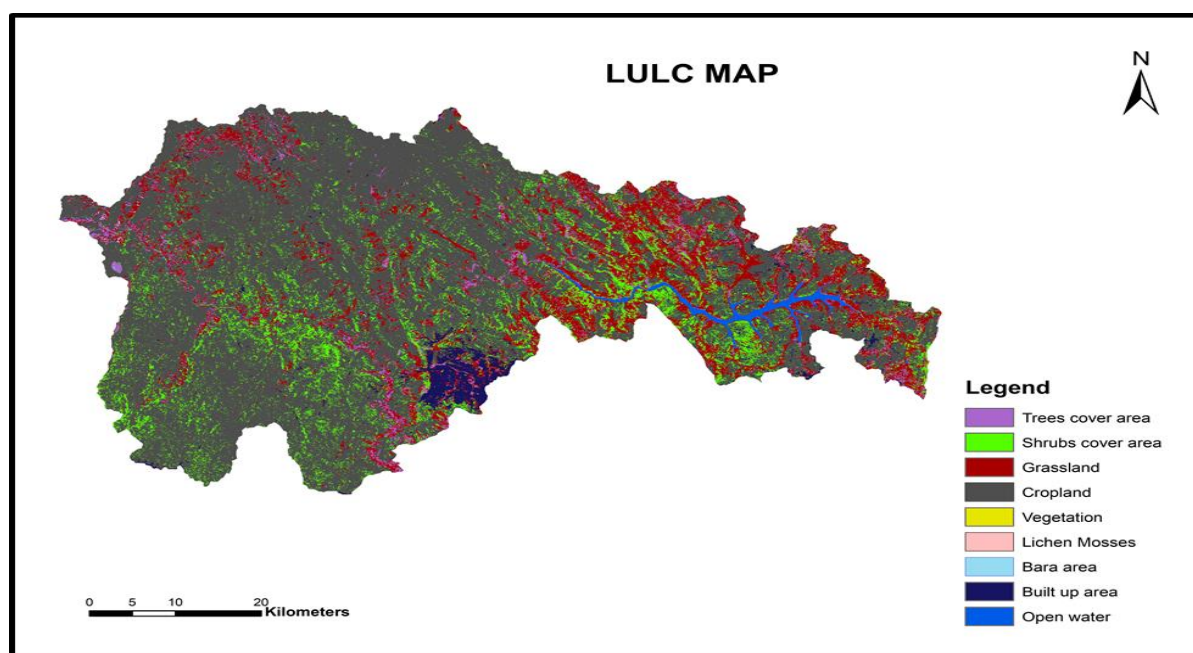 LULC MAP
N
Legend
Trees cover area
Shrubs cover area
Grassland
Cropland
Vegetation
Lichen Mosses
Bara area
Built up area
Open water
0 5 10 20
Kilometers